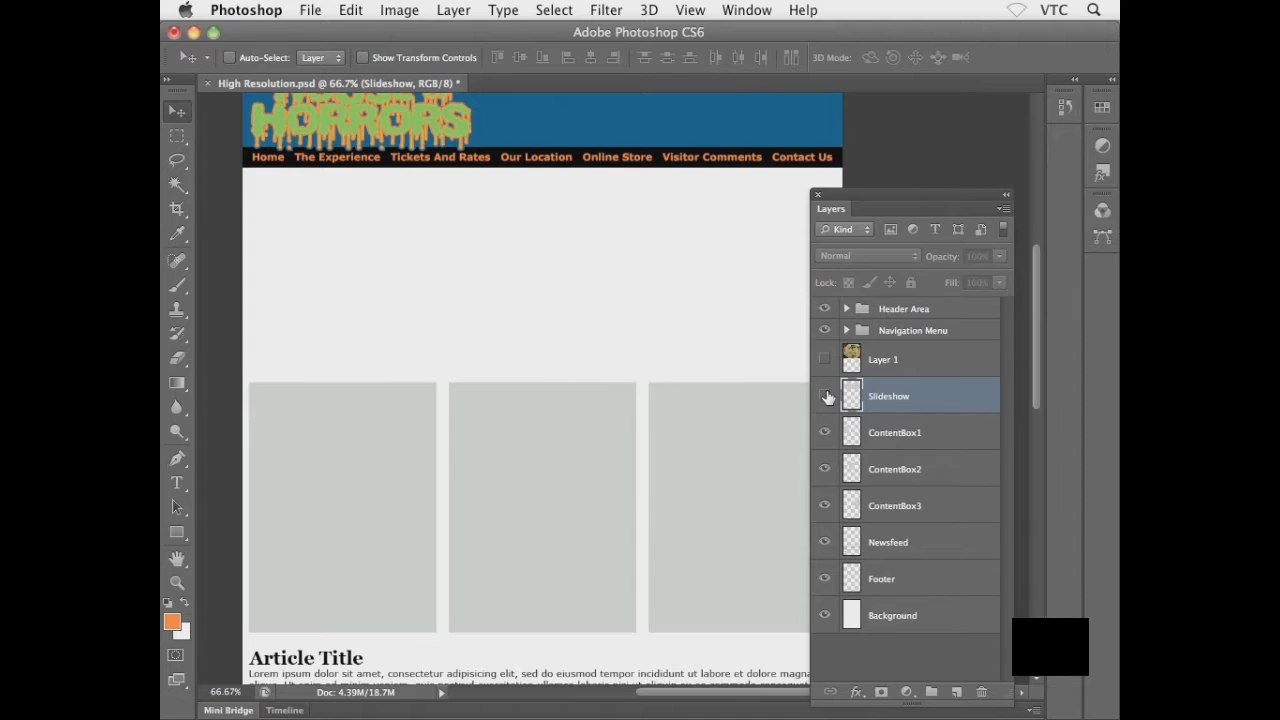 Photoshop File Edit Image Layer Type Select Filter 3D View Window Help VTC
Adobe Photoshop CS6
Auto-Select: Layer Show Transform Controls 3D Mode:
× High Resolution.psd @ 66.7% (Slideshow, RGB/8) *
HORRORS
Home The Experience Tickets And Rates Our Location Online Store Visitor Comments Contact Us
Layers
Kind
Normal Opacity: 100%
Lock: Fill: 100%
Header Area
Navigation Menu
Layer 1
Slideshow
ContentBox1
ContentBox2
ContentBox3
Newsfeed
Footer
Background
Article Title
Lorem ipsum dolor sit amet, consectetur adipisicing elit, sed do eiusmod tempor incididunt ut labore et dolore magna
66.67% Doc: 4.39M/18.7M
Mini Bridge Timeline